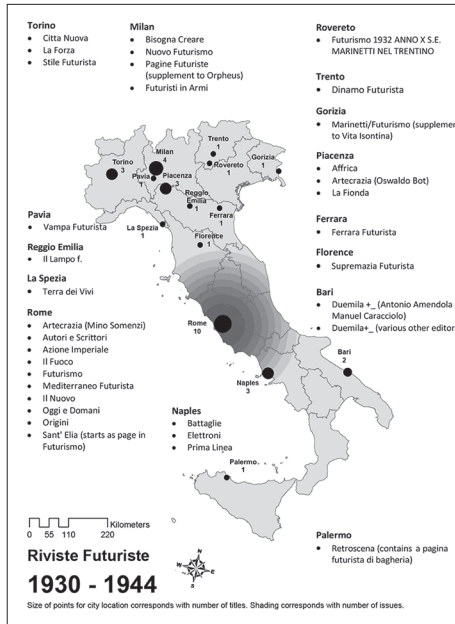 Torino
• Citta Nuova
• La Forza
• Stile Futurista
Milan
• Bisogna Creare
• Nuovo Futurismo
• Pagine Futuriste
(supplement to Orpheus)
• Futuristi in Armi
Rovereto
• Futurismo 1932 ANNO X S.E.
MARINETTI NEL TRENTINO
Trento
• Dinamo Futurista
Gorizia
• Marinetti/Futurismo (supplemen
to Vita Isontina)
Piacenza
• Affrica
• Artecrazia (Oswaldo Bot)
• La Fionda
Ferrara
• Ferrara Futurista
Florence
• Supremazia Futurista
Bari
• Duemila +_ (Antonio Amendola
Manuel Caracciolo)
• Duemila+_ (various other editor
Pavia
• Vampa Futurista
Reggio Emilia
• Il Lampo f.
La Spezia
• Terra dei Vivi
Rome
• Artecrazia (Mino Somenzi)
• Autori e Scrittori
• Azione Imperiale
• Il Fuoco
• Futurismo
• Mediterraneo Futurista
• Il Nuovo
• Oggi e Domani
• Origini
• Sant' Elia (starts as page in
Futurismo)
Naples
• Battaglie
• Elettroni
• Prima Linea
Palermo
• Retroscena (contains a pagina
futurista di bagheria)
Torino
3
Milan
4
Pavia
1
Piacenza
3
Trento
1
Rovereto
1
Gorizia
1
Reggio
Emilia
1
Ferrara
1
La Spezia
1
Florence
1
Rome
10
Naples
3
Bari
2
Palermo
1
Kilometers
0 55 110 220
N
W E
S
Riviste Futuriste
1930 - 1944
Size of points for city location corresponds with number of titles. Shading corresponds with number of issues.